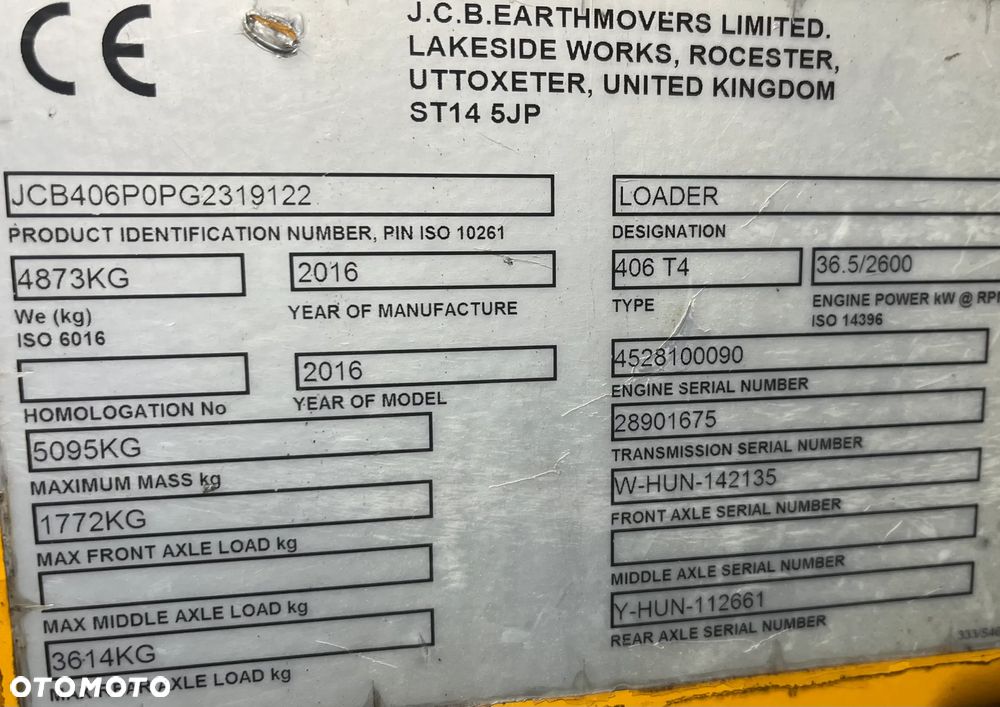 CE
J.C.B.EARTHMOVERS LIMITED.
LAKESIDE WORKS, ROCESTER,
UTTOXETER, UNITED KINGDOM
ST14 5JP
JCB406P0PG2319122
PRODUCT IDENTIFICATION NUMBER, PIN ISO 10261
4873KG
We (kg)
ISO 6016
2016
YEAR OF MANUFACTURE
HOMOLOGATION No
2016
YEAR OF MODEL
5095KG
MAXIMUM MASS kg
1772KG
MAX FRONT AXLE LOAD kg
MAX MIDDLE AXLE LOAD kg
3614KG
AXLE LOAD kg
LOADER
DESIGNATION
406 T4
TYPE
36.5/2600
ENGINE POWER kW @ RPM
ISO 14396
4528100090
ENGINE SERIAL NUMBER
28901675
TRANSMISSION SERIAL NUMBER
W-HUN-142135
FRONT AXLE SERIAL NUMBER
MIDDLE AXLE SERIAL NUMBER
Y-HUN-112661
REAR AXLE SERIAL NUMBER
OTOMOTO